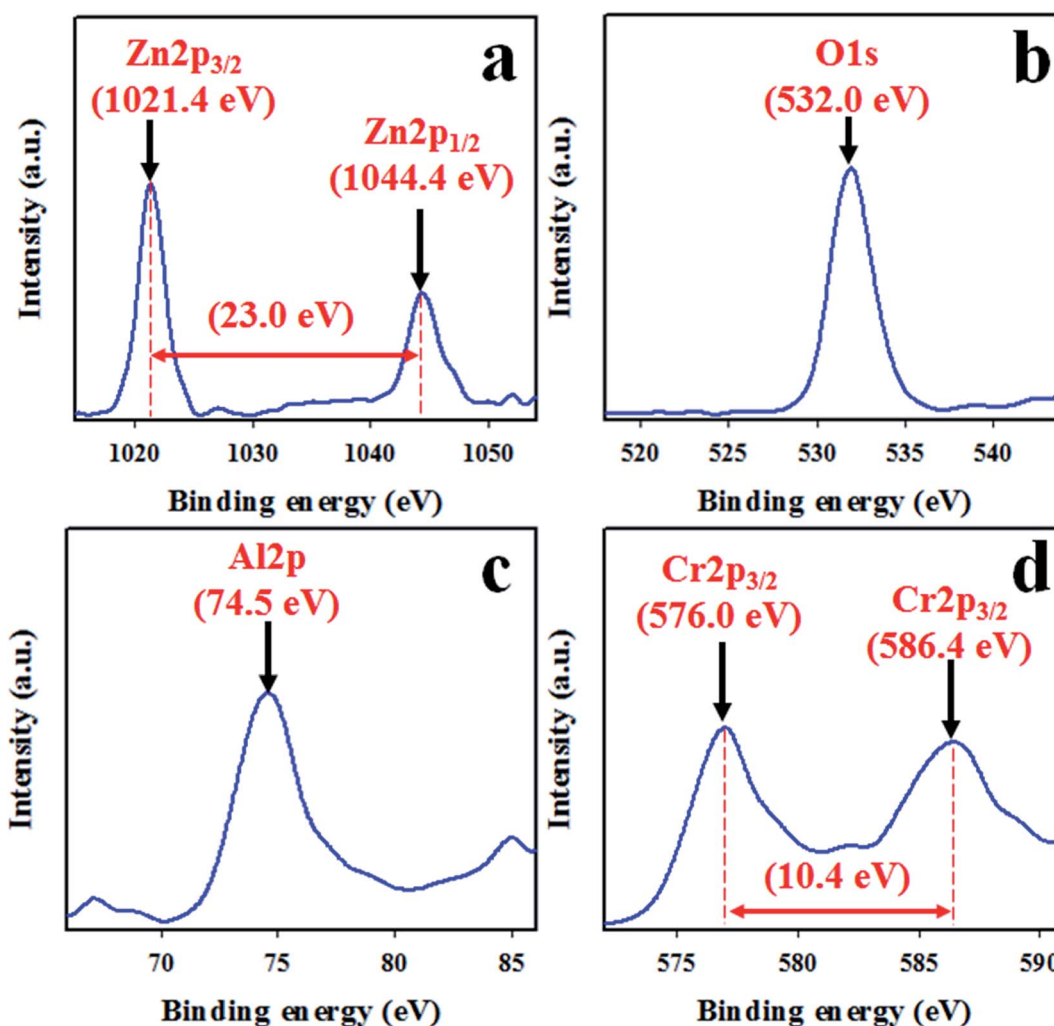 a
Zn2p3/2
(1021.4 eV)
Zn2p1/2
(1044.4 eV)
(23.0 eV)
Intensity (a.u.)
1020 1030 1040 1050
Binding energy (eV)
b
O1s
(532.0 eV)
Intensity (a.u.)
520 525 530 535 540
Binding energy (eV)
c
Al2p
(74.5 eV)
Intensity (a.u.)
70 75 80 85
Binding energy (eV)
d
Cr2p3/2
(576.0 eV)
Cr2p3/2
(586.4 eV)
(10.4 eV)
Intensity (a.u.)
575 580 585 590
Binding energy (eV)